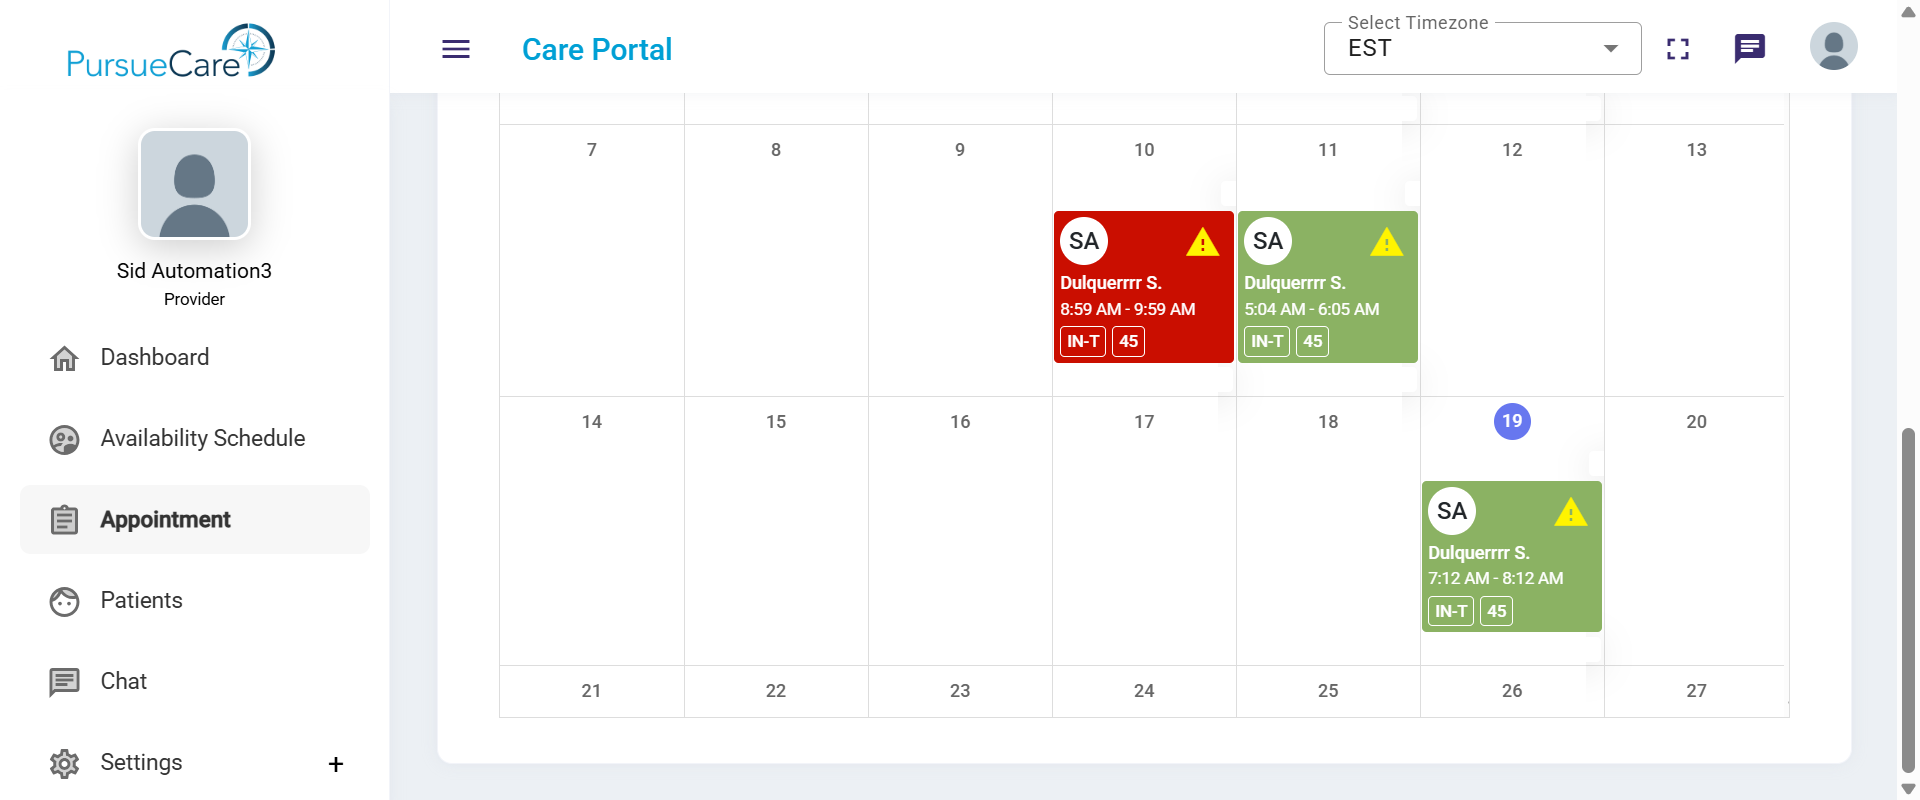 PursueCare
Sid Automation3
Provider
Dashboard
Availability Schedule
Appointment
Patients
Chat
Settings +
Care Portal
Select Timezone
EST
7 8 9 10 11 12 13
SA
Dulquerrrr S.
8:59 AM - 9:59 AM
IN-T 45
SA
Dulquerrrr S.
5:04 AM - 6:05 AM
IN-T 45
14 15 16 17 18 19 20
SA
Dulquerrrr S.
7:12 AM - 8:12 AM
IN-T 45
21 22 23 24 25 26 27